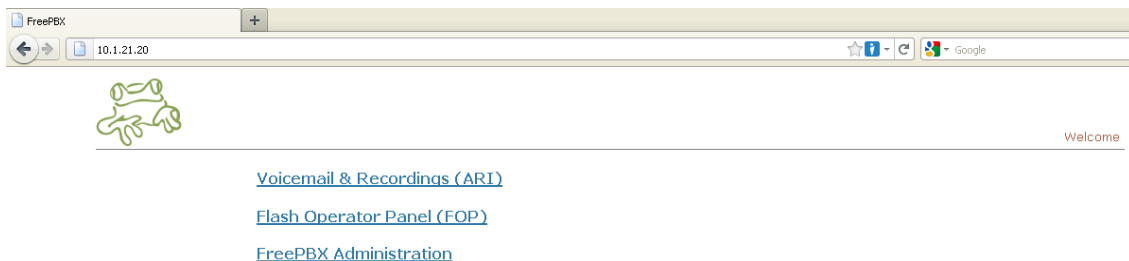 FreePBX
10.1.21.20
Google
Welcome
Voicemail & Recordings (ARI)
Flash Operator Panel (FOP)
FreePBX Administration